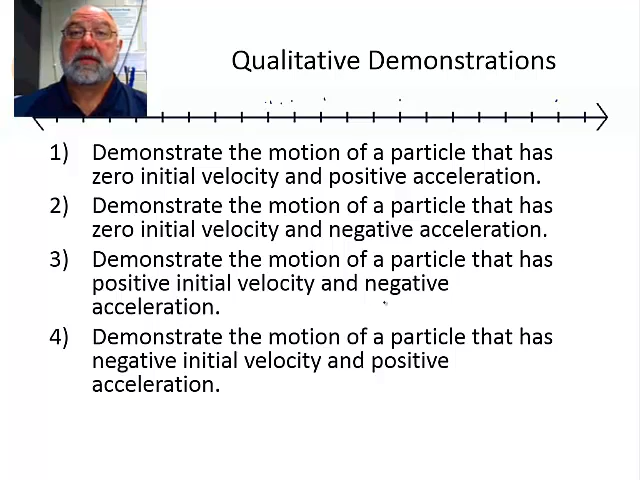 Qualitative Demonstrations
1) Demonstrate the motion of a particle that has
zero initial velocity and positive acceleration.
2) Demonstrate the motion of a particle that has
zero initial velocity and negative acceleration.
3) Demonstrate the motion of a particle that has
positive initial velocity and negative
acceleration.
4) Demonstrate the motion of a particle that has
negative initial velocity and positive
acceleration.